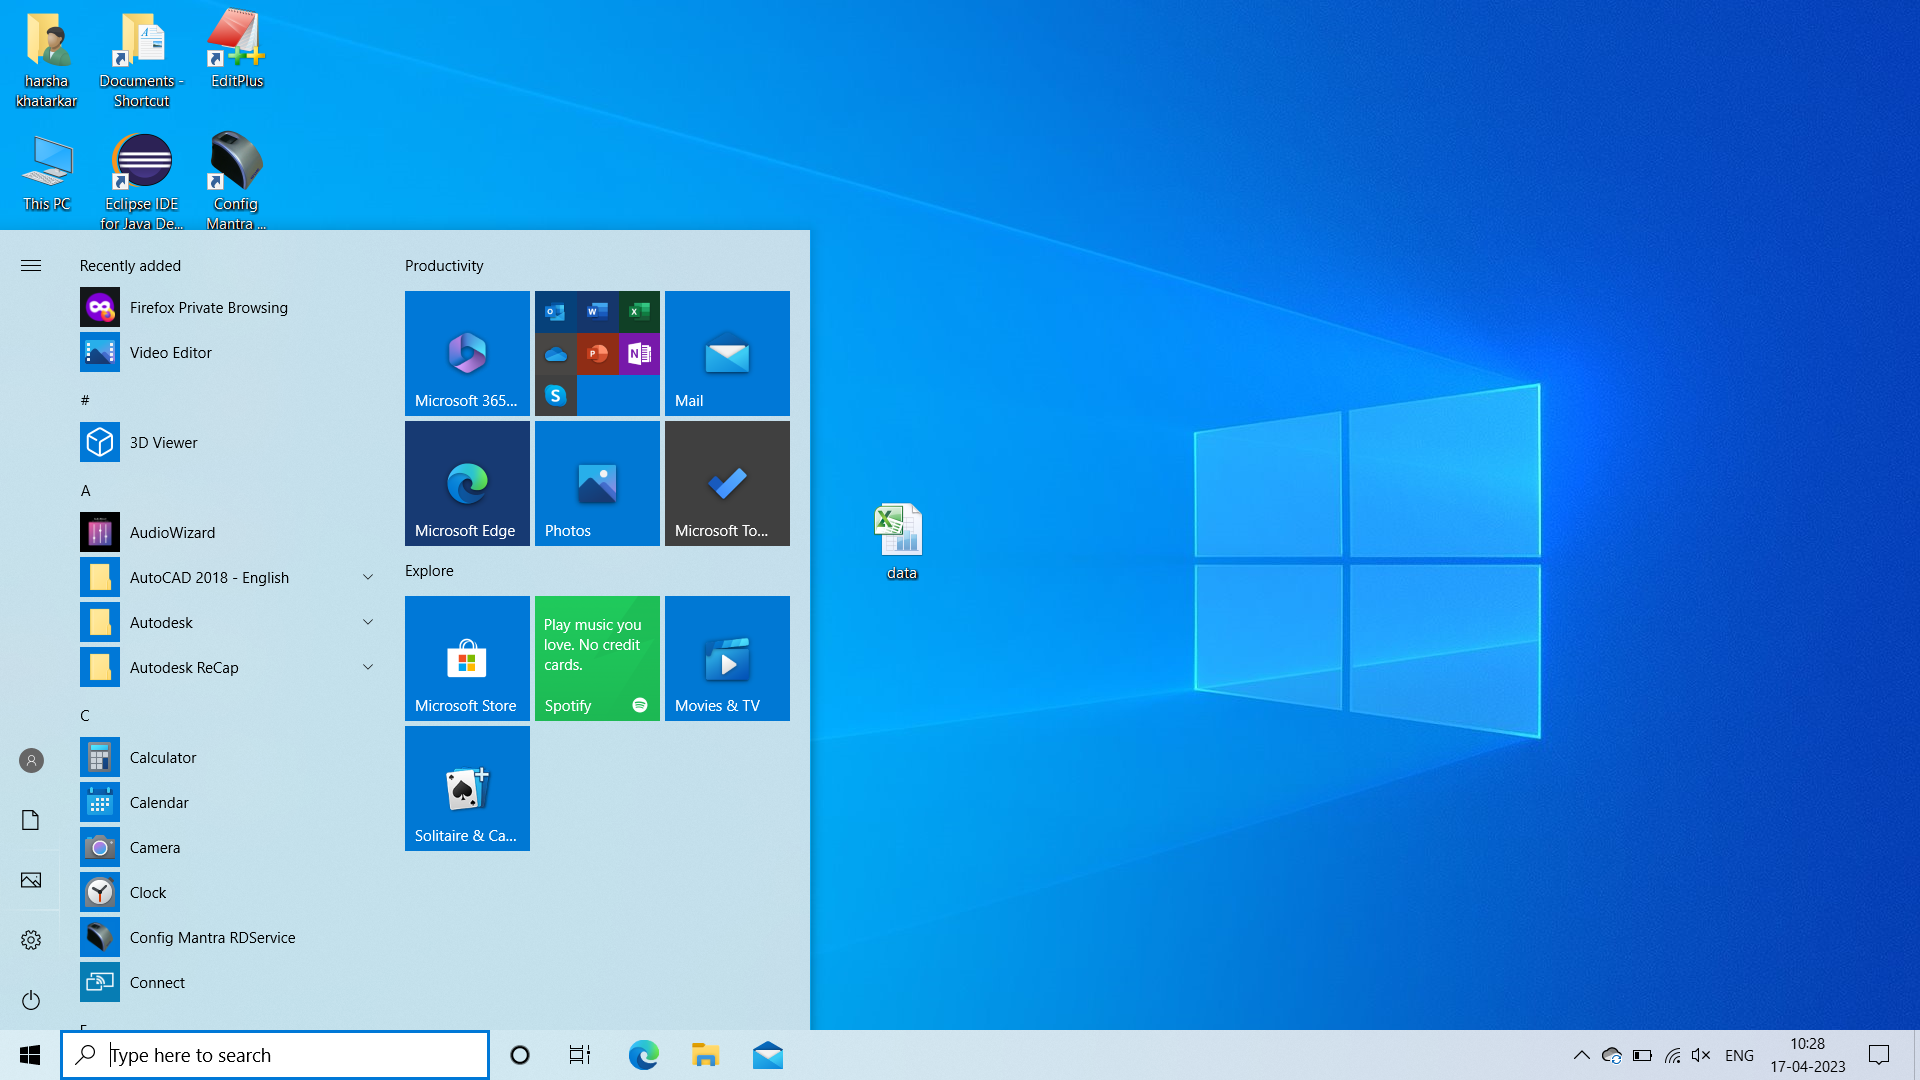 harsha
khatarkar
Documents -
Shortcut
EditPlus
This PC
Eclipse IDE
for Java De...
Config
Mantra ...
Recently added
Firefox Private Browsing
Video Editor
#
3D Viewer
A
AudioWizard
AutoCAD 2018 - English
Autodesk
Autodesk ReCap
C
Calculator
Calendar
Camera
Clock
Config Mantra RDService
Connect
Productivity
Microsoft 365...
Mail
Microsoft Edge
Photos
Microsoft To...
Explore
Microsoft Store
Play music you
love. No credit
cards.
Spotify
Movies & TV
Solitaire & Ca...
data
Type here to search
ENG
10:28
17-04-2023